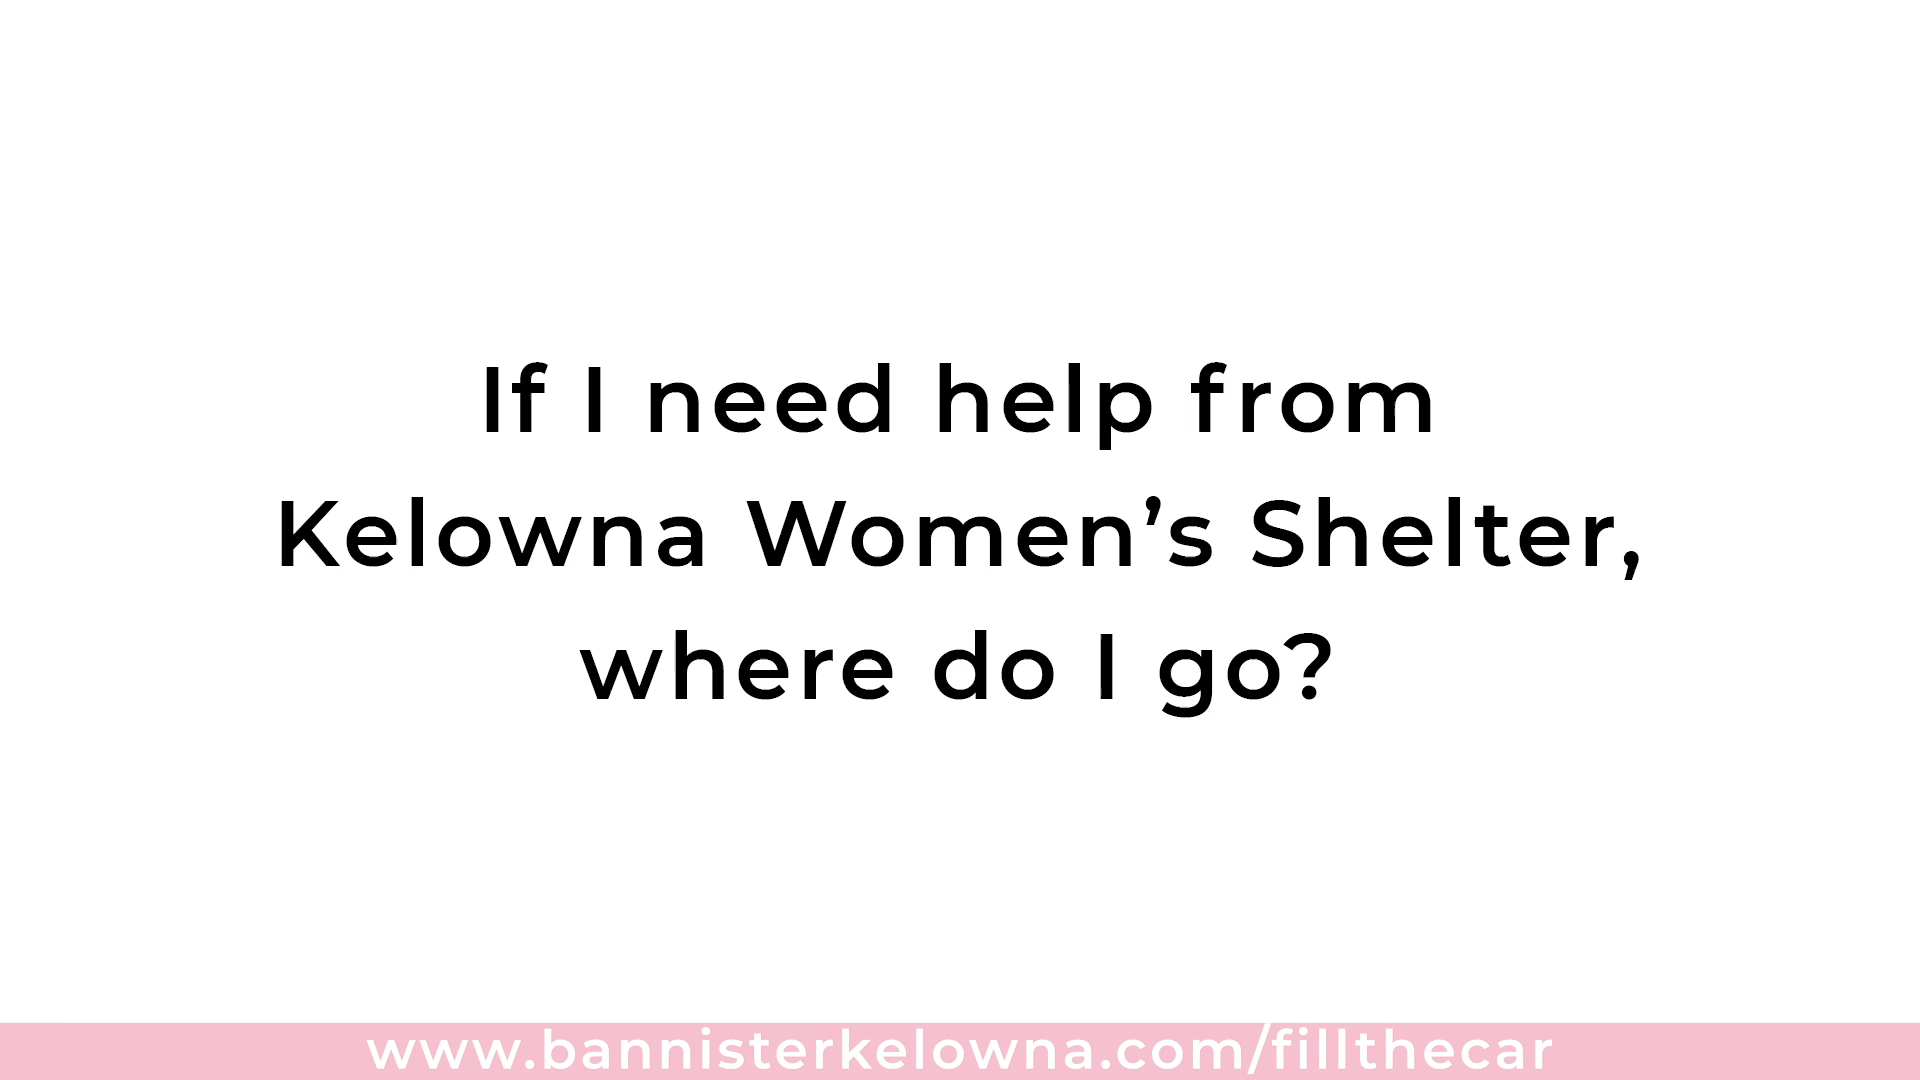 If I need help from
Kelowna Women’s Shelter,
where do I go?
www.bannisterkelowna.com/fillthecar